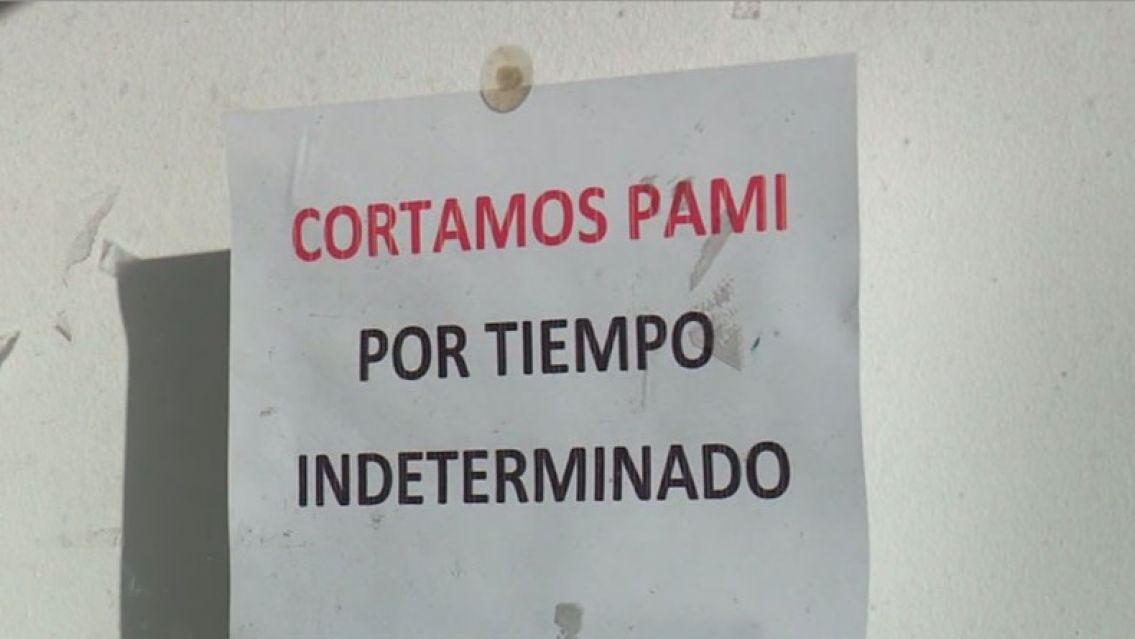 CORTAMOS PAMI
POR TIEMPO
INDETERMINADO